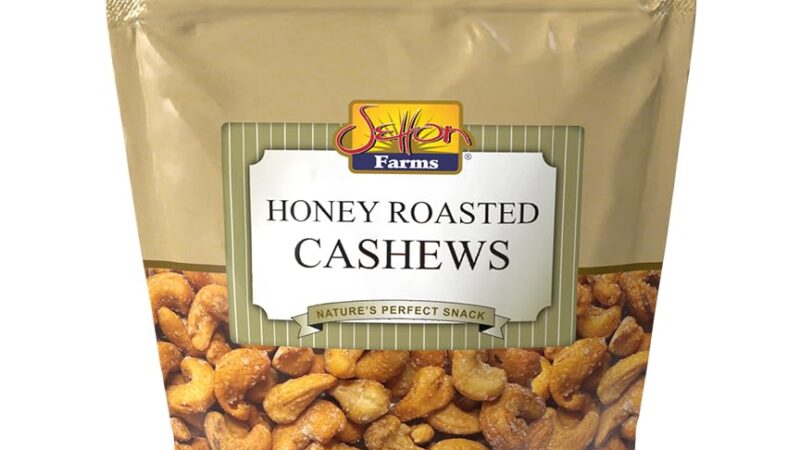 Setton
Farms®
HONEY ROASTED
CASHEWS
NATURE'S PERFECT SNACK